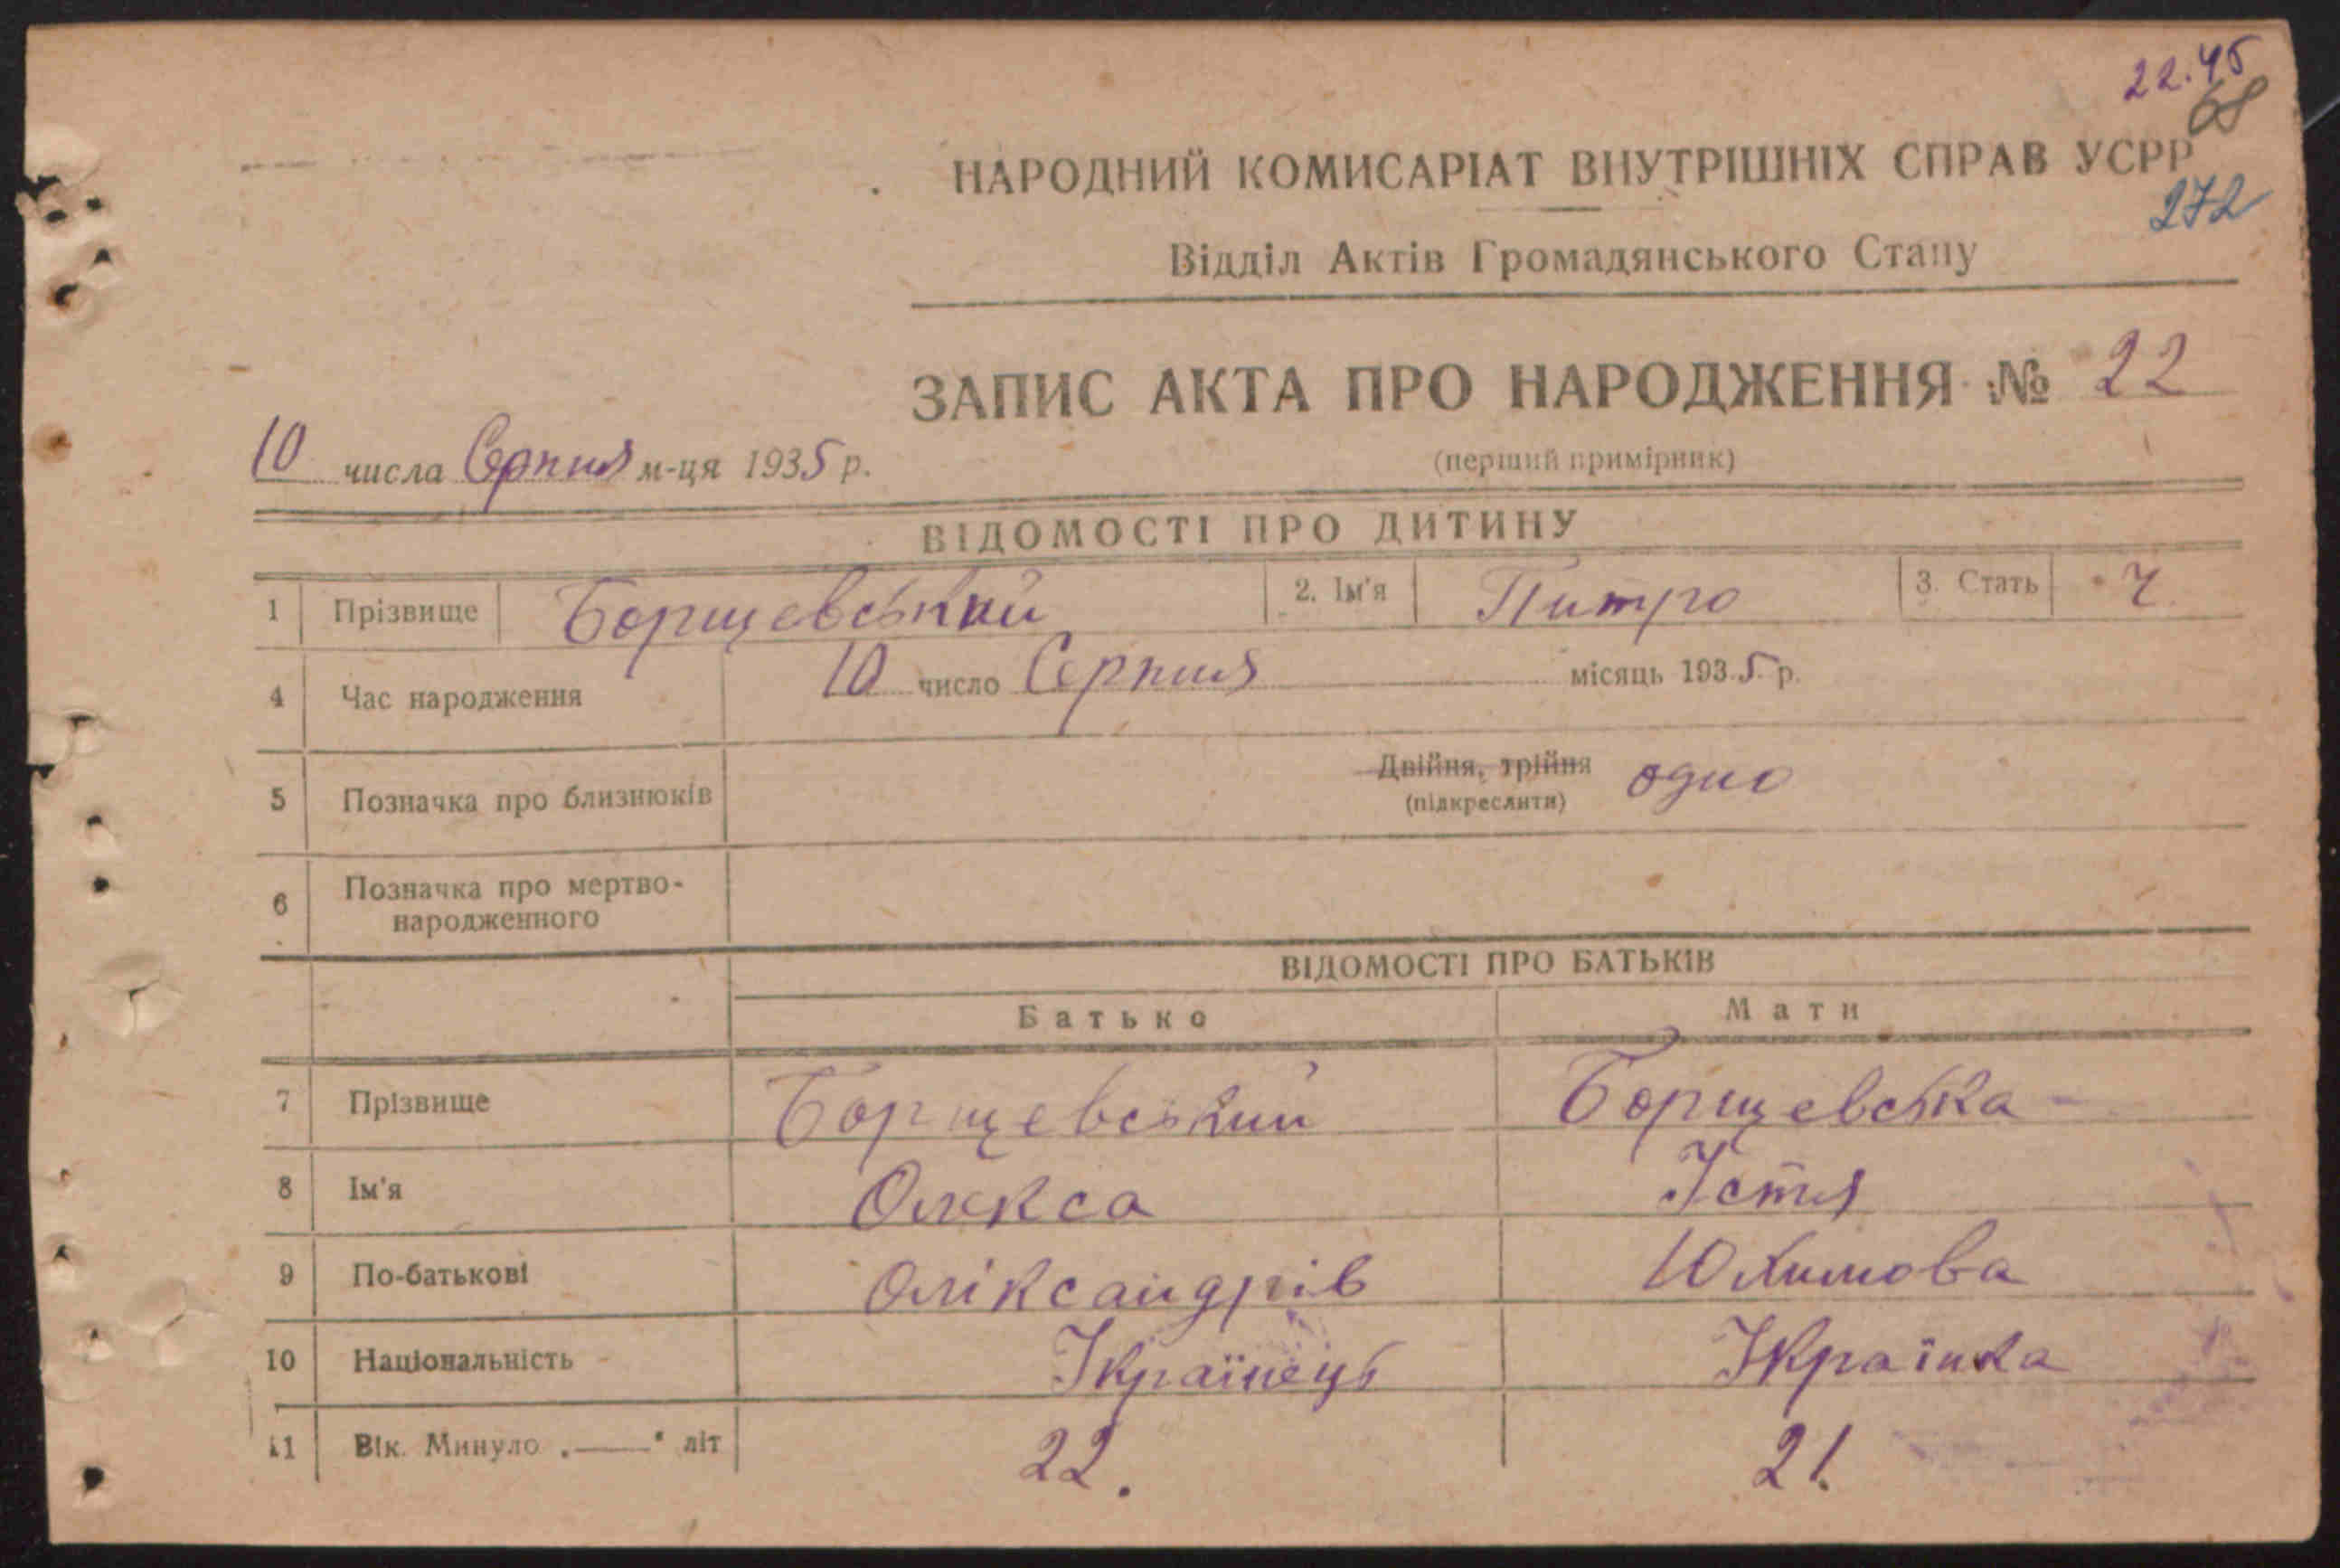 22.45
68
НАРОДНИЙ КОМИСАРІАТ ВНУТРІШНІХ СПРАВ УСРР
272
Відділ Актів Громадянського Стану
ЗАПИС АКТА ПРО НАРОДЖЕННЯ № 22
(перший примірник)
10 числа Серпня м-ця 1935 р.
ВІДОМОСТІ ПРО ДИТИНУ
1 Прізвище Борщевський 2. Ім'я Питро 3. Стать Ч.
4 Час народження 10 число Серпня місяць 1935 р.
5 Позначка про близнюків Двійня, трійня одно
(підкреслити)
6 Позначка про мертво-
народженного
ВІДОМОСТІ ПРО БАТЬКІВ
Батько Мати
7 Прізвище Борщевський Борщевська
8 Ім'я Олекса Устя
9 По-батькові Оліксандрів Юхимова
10 Національність Українець Українка
11 Вік. Минуло „——" літ 22. 21.